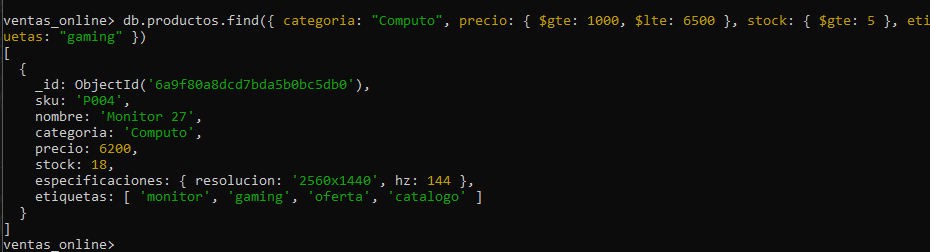 ventas_online> db.productos.find({ categoria: "Computo", precio: { $gte: 1000, $lte: 6500 }, stock: { $gte: 5 }, eti
uetas: "gaming" })
[
  {
    _id: ObjectId('6a9f80a8dcd7bda5b0bc5db0'),
    sku: 'P004',
    nombre: 'Monitor 27',
    categoria: 'Computo',
    precio: 6200,
    stock: 18,
    especificaciones: { resolucion: '2560x1440', hz: 144 },
    etiquetas: [ 'monitor', 'gaming', 'oferta', 'catalogo' ]
  }
]
ventas_online>